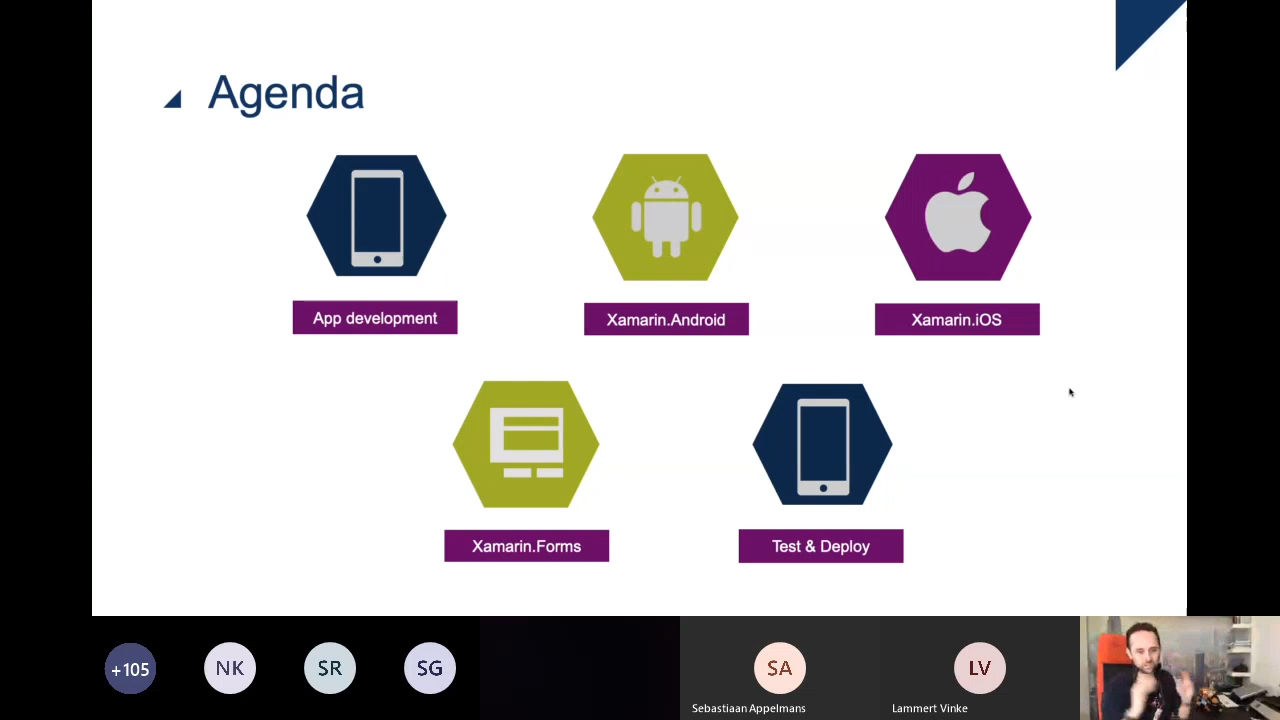 Agenda
App development
Xamarin.Android
Xamarin.iOS
Xamarin.Forms
Test & Deploy
+105
NK
SR
SG
SA
LV
Sebastiaan Appelmans
Lammert Vinke